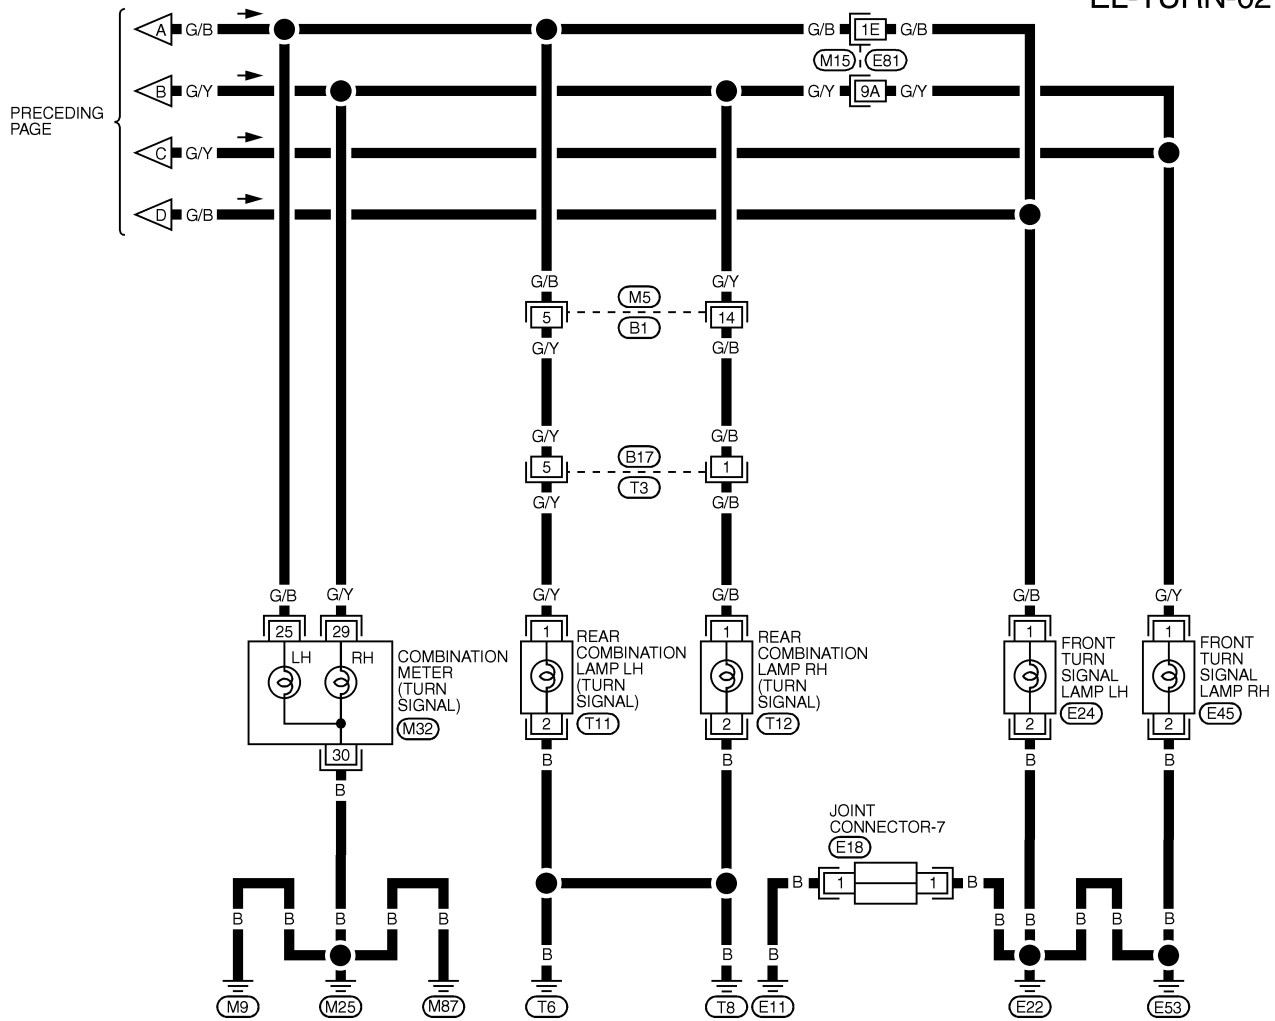 EL-TURN-02
PRECEDING
PAGE
A G/B G/B 1E G/B
M15 E81
B G/Y G/Y 9A G/Y
C G/Y
D G/B
G/B G/Y
5 M5 14
B1
G/Y G/B
G/Y G/B
5 B17 1
T3
G/Y G/B
G/B G/Y G/Y G/B G/B G/Y
25 29 1 1 1 1
LH RH
COMBINATION
METER
(TURN
SIGNAL)
M32
REAR
COMBINATION
LAMP LH
(TURN
SIGNAL)
T11
REAR
COMBINATION
LAMP RH
(TURN
SIGNAL)
T12
FRONT
TURN
SIGNAL
LAMP LH
E24
FRONT
TURN
SIGNAL
LAMP RH
E45
30 2 2 2 2
B B B B B
JOINT
CONNECTOR-7
E18
B 1 1 B
B B B B B B B B B B
B B B
M9 M25 M87 T6 T8 E11 E22 E53